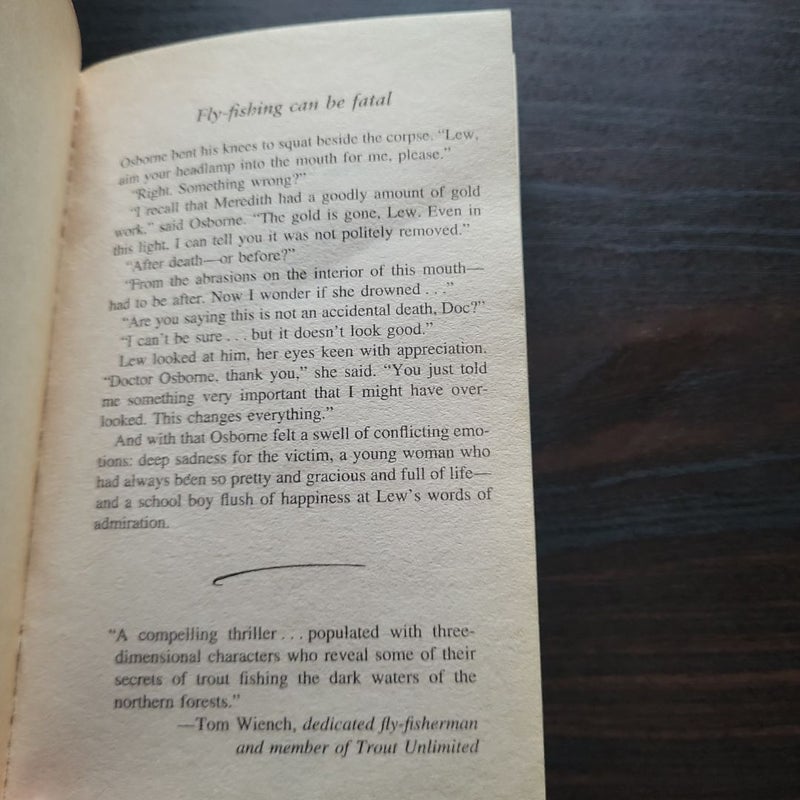 Fly-fishing can be fatal
Osborne bent his knees to squat beside the corpse. “Lew,
aim your headlamp into the mouth for me, please.”
“Right. Something wrong?”
“I recall that Meredith had a goodly amount of gold
work,” said Osborne. “The gold is gone, Lew. Even in
this light, I can tell you it was not politely removed.”
“After death—or before?”
“From the abrasions on the interior of this mouth—
had to be after. Now I wonder if she drowned . . .”
“Are you saying this is not an accidental death, Doc?”
“I can’t be sure . . . but it doesn’t look good.”
Lew looked at him, her eyes keen with appreciation.
“Doctor Osborne, thank you,” she said. “You just told
me something very important that I might have over-
looked. This changes everything.”
And with that Osborne felt a swell of conflicting emo-
tions: deep sadness for the victim, a young woman who
had always been so pretty and gracious and full of life—
and a school boy flush of happiness at Lew’s words of
admiration.
“A compelling thriller . . . populated with three-
dimensional characters who reveal some of their
secrets of trout fishing the dark waters of the
northern forests.”
—Tom Wiench, dedicated fly-fisherman
and member of Trout Unlimited